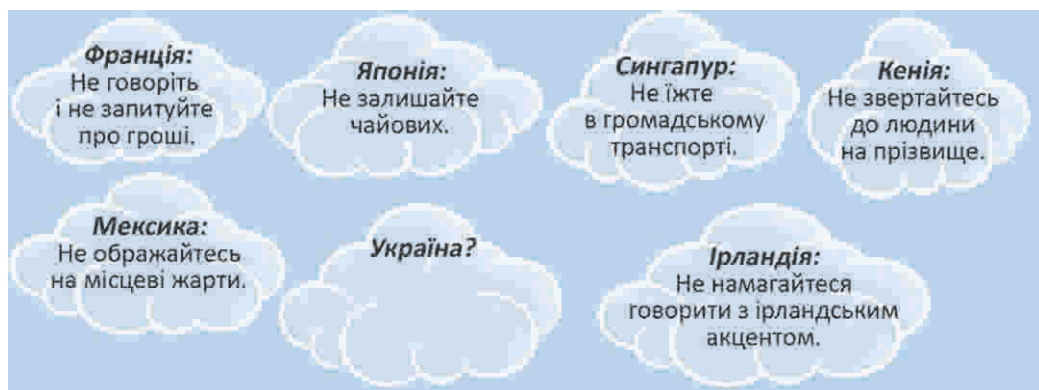 Франція:
Не говоріть
і не запитуйте
про гроші.
Японія:
Не залишайте
чайових.
Сингапур:
Не їжте
в громадському
транспорті.
Кенія:
Не звертайтесь
до людини
на прізвище.
Мексика:
Не ображайтесь
на місцеві жарти.
Україна?
Ірландія:
Не намагайтеся
говорити з ірландським
акцентом.